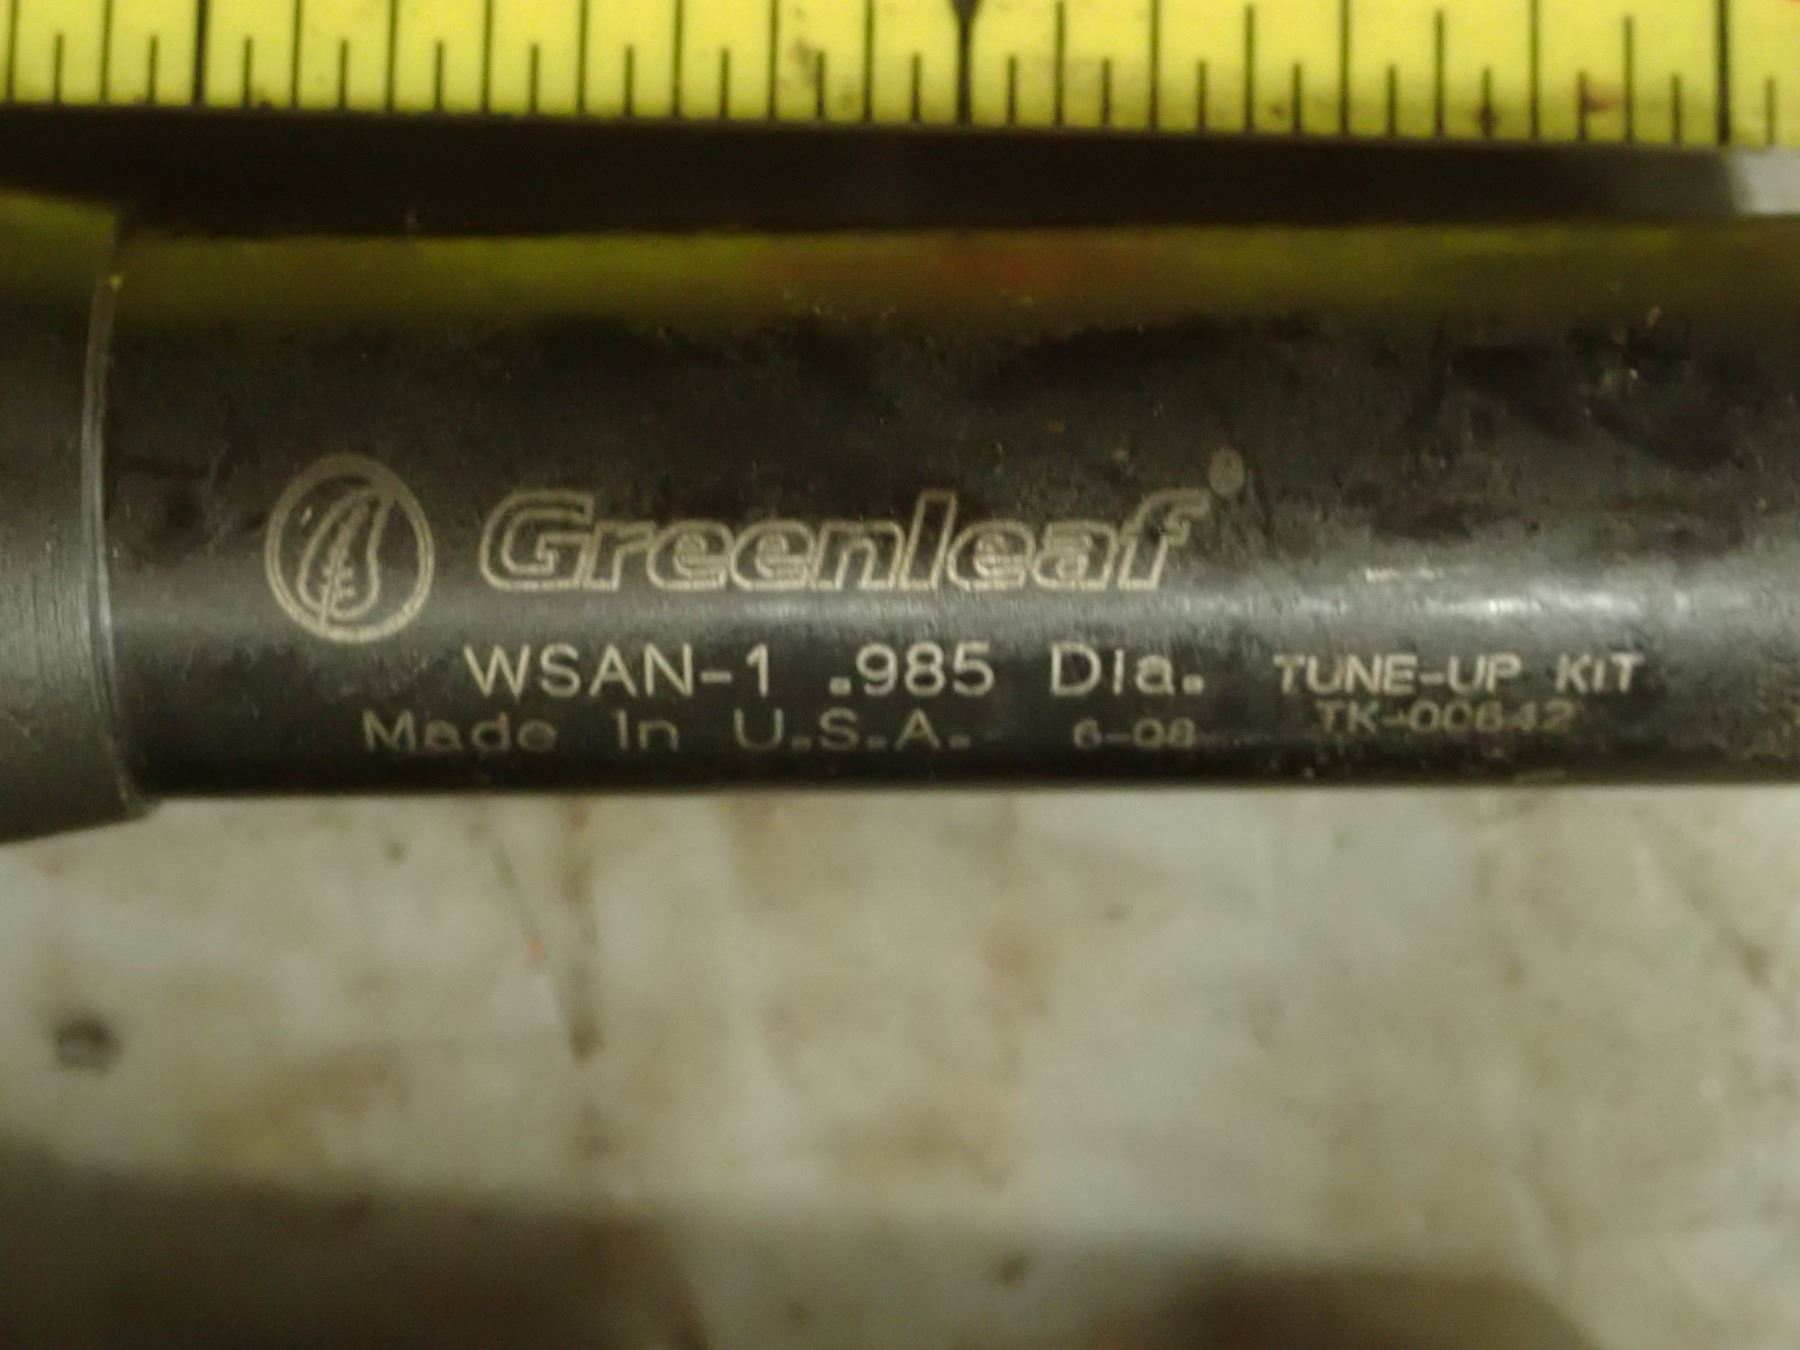 Greenleaf®
WSAN-1 .985 Dia. TUNE-UP KIT
Made In U.S.A. 6-08 TK-00642